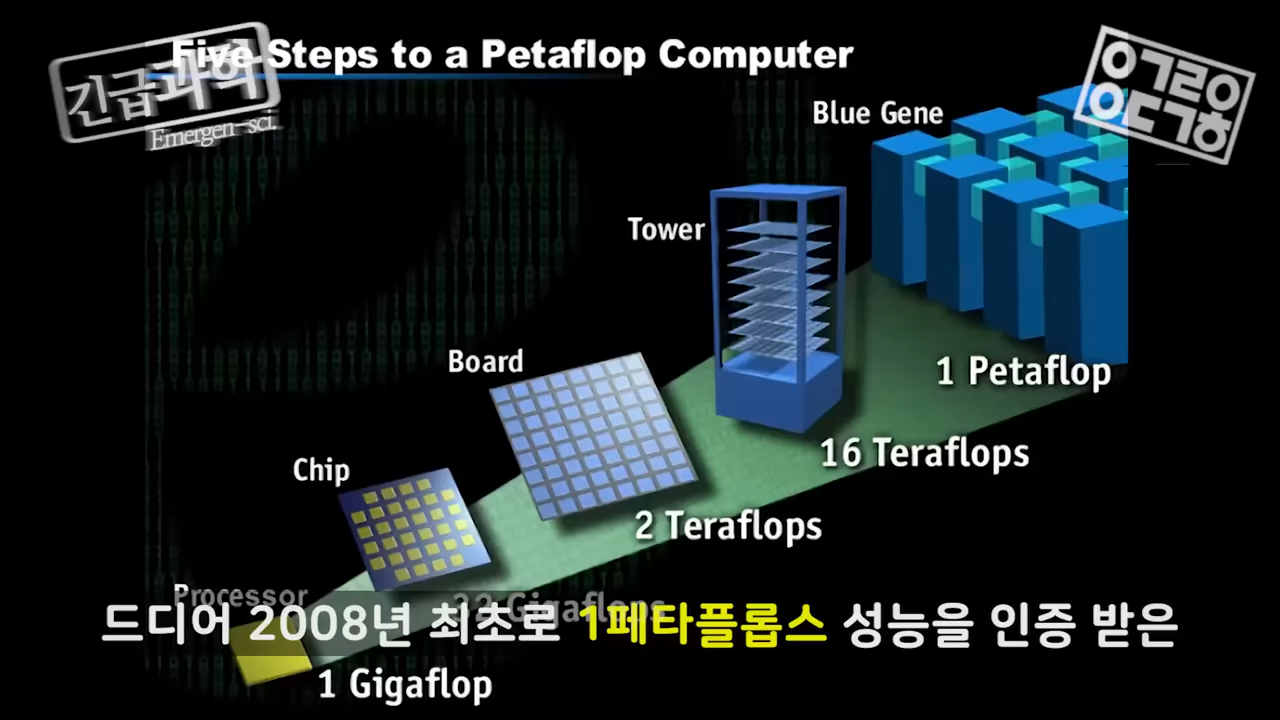 Five Steps to a Petaflop Computer
긴급과학
Emergen-sci.
Blue Gene
Tower
1 Petaflop
Board
16 Teraflops
Chip
2 Teraflops
Processor
32 Gigaflops
드디어 2008년 최초로 1페타플롭스 성능을 인증 받은
1 Gigaflop